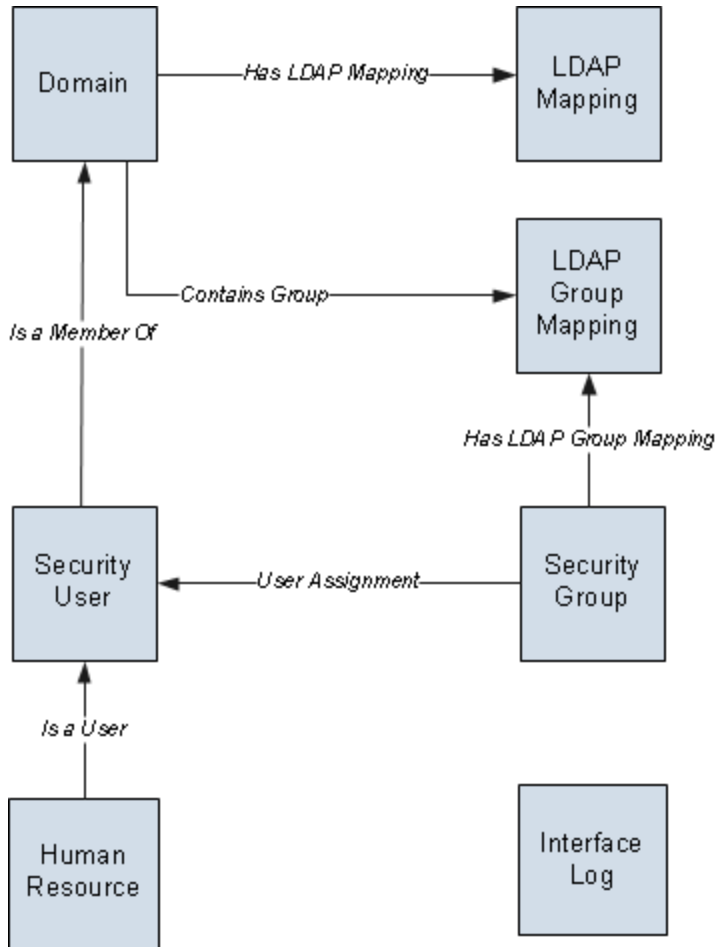 Domain
Has LDAP Mapping
LDAP
Mapping
Contains Group
LDAP
Group
Mapping
Is a Member Of
Has LDAP Group Mapping
Security
User
User Assignment
Security
Group
Is a User
Human
Resource
Interface
Log